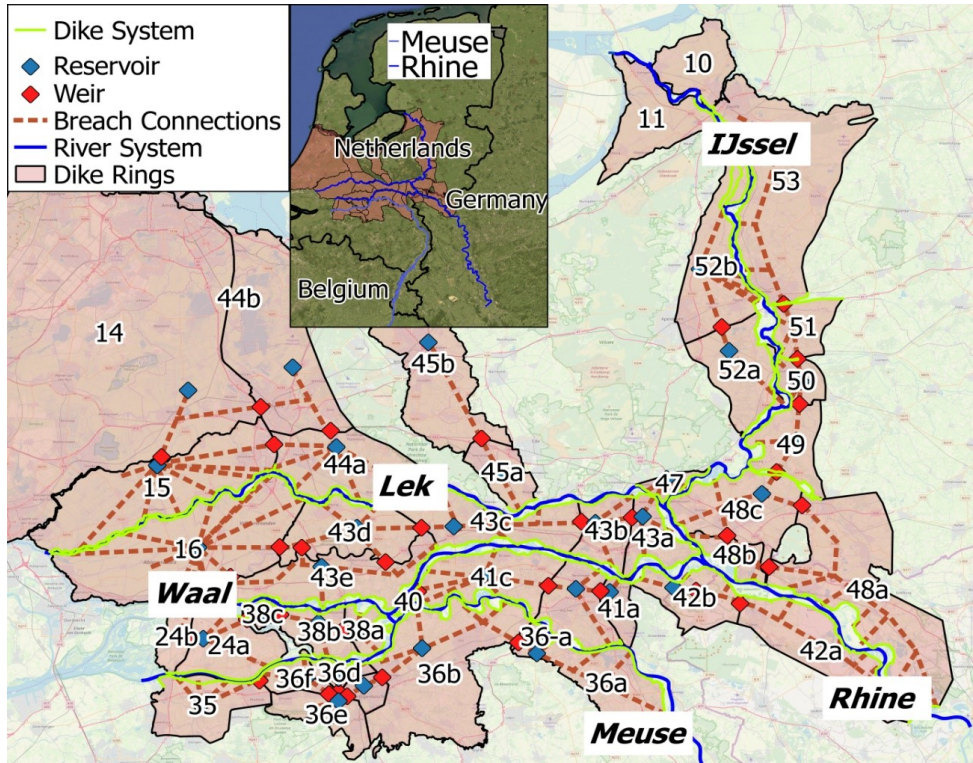 Dike System
Reservoir
Weir
Breach Connections
River System
Dike Rings
Meuse
Rhine
Netherlands
Germany
Belgium
10
11
IJssel
53
52b
51
52a
50
49
14
44b
45b
45a
44a
15
Lek
47
48c
43d
43c
43b
43a
48b
16
43e
41c
48a
Waal
40
41a
42b
38c
38b
38a
24b
24a
36-a
42a
36f
36d
36b
36a
35
36e
Rhine
Meuse